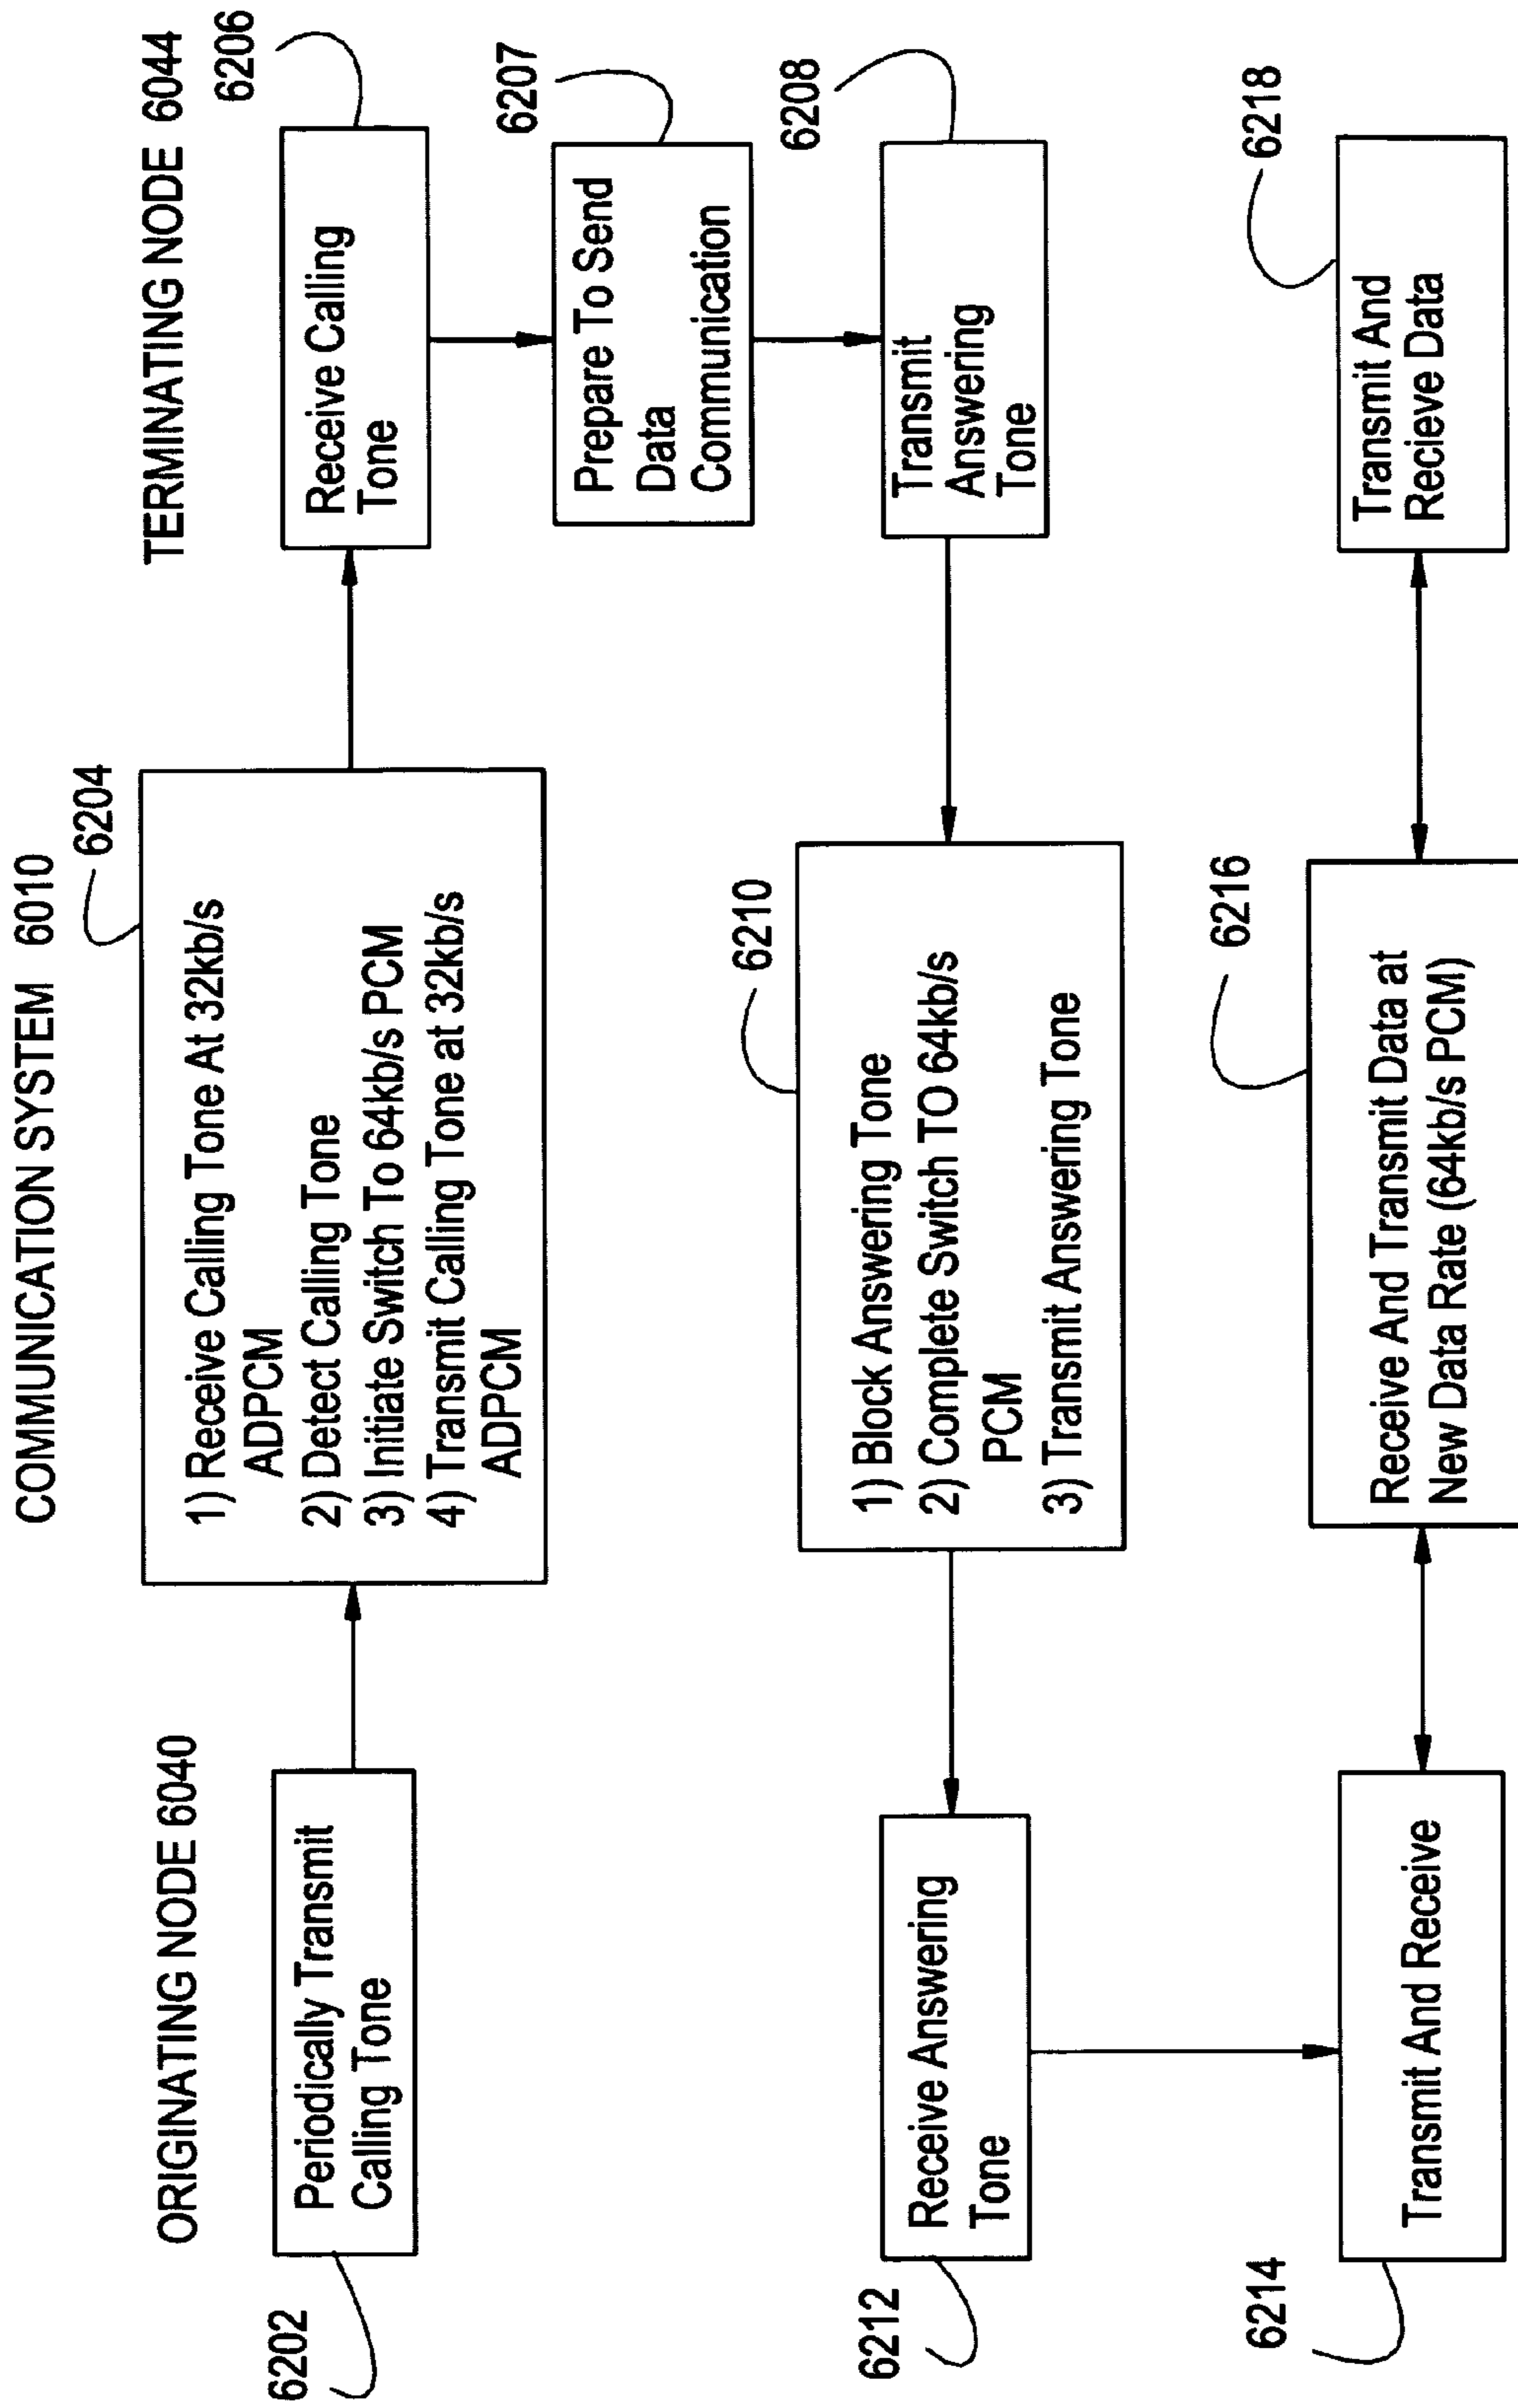 COMMUNICATION SYSTEM 6010
ORIGINATING NODE 6040
TERMINATING NODE 6044
6202
Periodically Transmit
Calling Tone
6204
1) Receive Calling Tone At 32kb/s
ADPCM
2) Detect Calling Tone
3) Initiate Switch To 64kb/s PCM
4) Transmit Calling Tone at 32kb/s
ADPCM
6206
Receive Calling
Tone
6207
Prepare To Send
Data
Communication
6208
Transmit
Answering
Tone
6210
1) Block Answering Tone
2) Complete Switch TO 64kb/s
PCM
3) Transmit Answering Tone
6212
Receive Answering
Tone
6214
Transmit And Receive
6216
Receive And Transmit Data at
New Data Rate (64kb/s PCM)
6218
Transmit And
Recieve Data